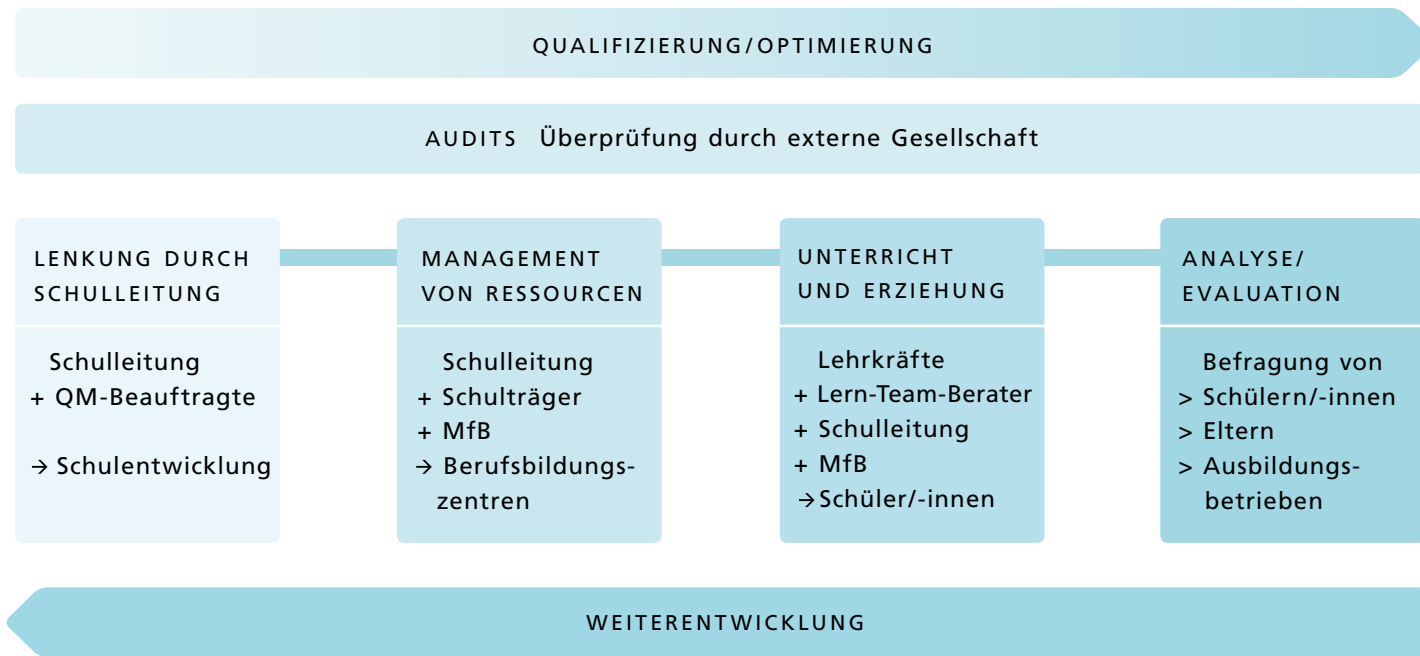 QUALIFIZIERUNG/OPTIMIERUNG
AUDITS Überprüfung durch externe Gesellschaft
LENKUNG DURCH
SCHULLEITUNG
Schulleitung
+ QM-Beauftragte
→ Schulentwicklung
MANAGEMENT
VON RESSOURCEN
Schulleitung
+ Schulträger
+ MfB
→ Berufsbildungs-
zentren
UNTERRICHT
UND ERZIEHUNG
Lehrkräfte
+ Lern-Team-Berater
+ Schulleitung
+ MfB
→ Schüler/-innen
ANALYSE/
EVALUATION
Befragung von
> Schülern/-innen
> Eltern
> Ausbildungs-
betrieben
WEITERENTWICKLUNG